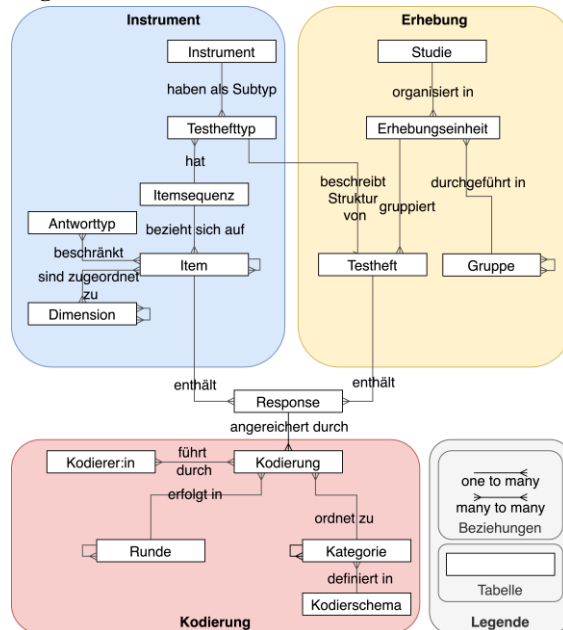 Instrument
Erhebung
Instrument
Studie
haben als Subtyp
organisiert in
Testhefttyp
Erhebungseinheit
hat
Itemsequenz
beschreibt
Struktur
von
gruppiert
durchgeführt in
Antworttyp
bezieht sich auf
beschränkt
Item
Testheft
Gruppe
sind zugeordnet
zu
Dimension
enthält
enthält
Response
angereichert durch
Kodierer:in
führt
durch
Kodierung
erfolgt in
ordnet zu
Runde
Kategorie
definiert in
Kodierschema
Kodierung
one to many
many to many
Beziehungen
Tabelle
Legende